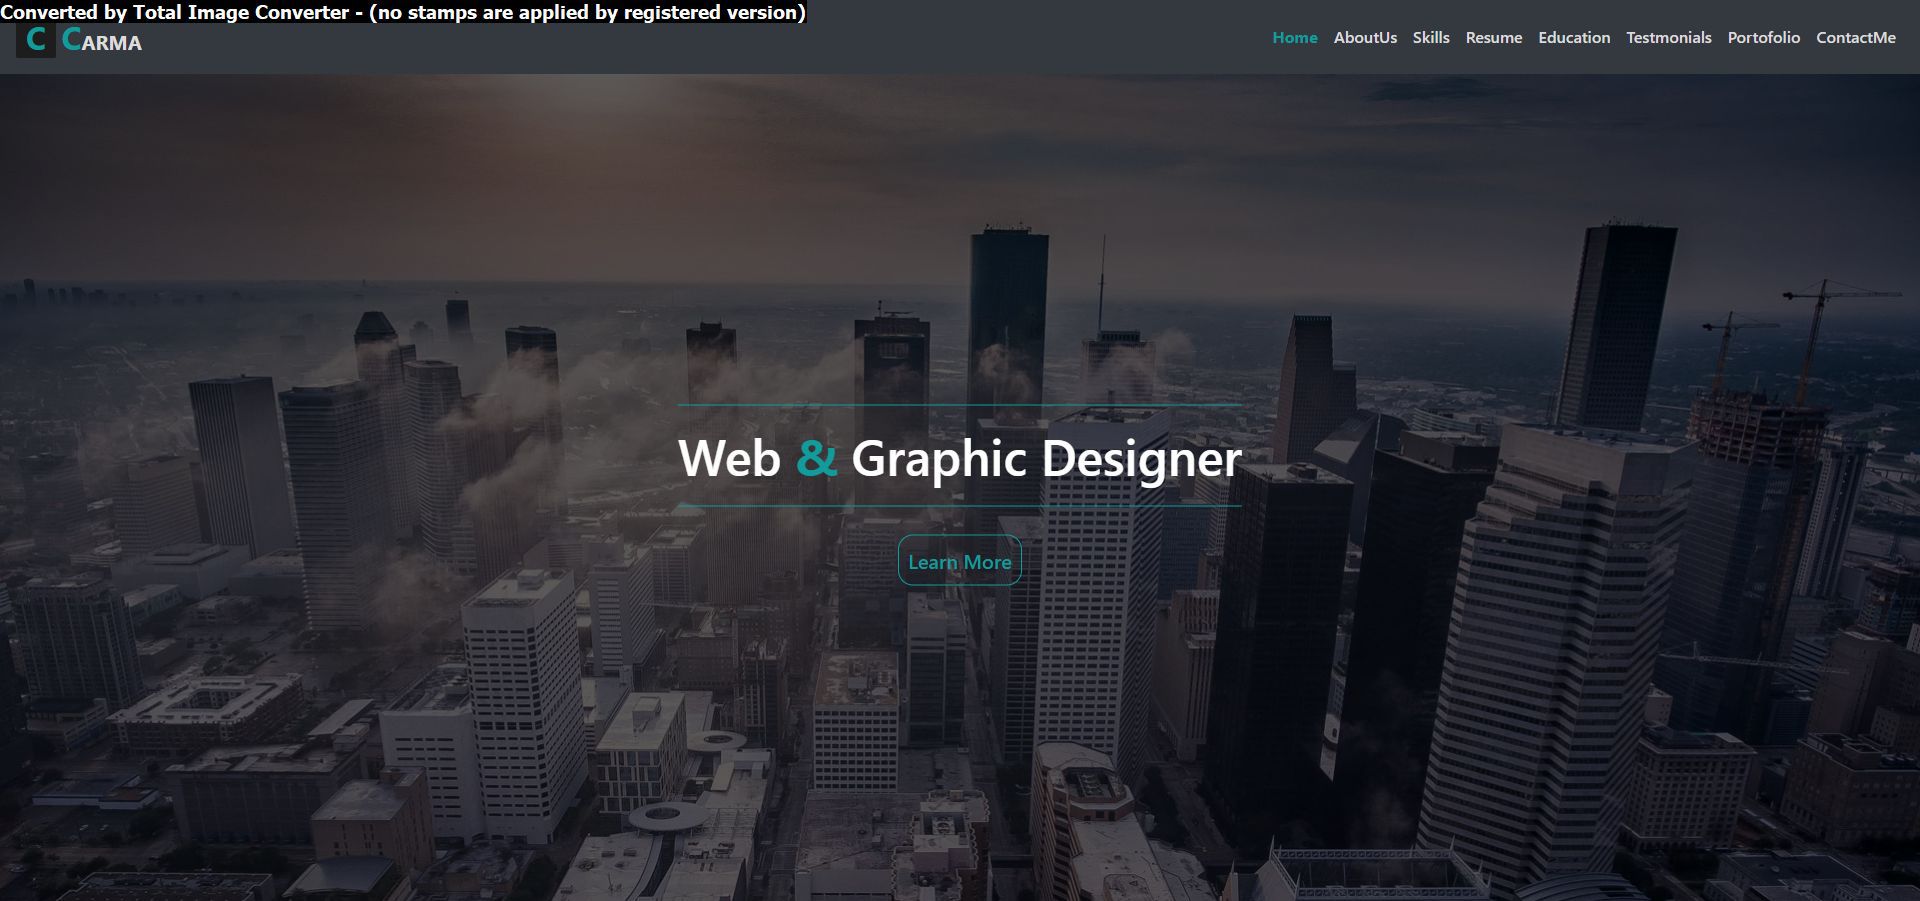 Converted by Total Image Converter - (no stamps are applied by registered version)
C CARMA
Home AboutUs Skills Resume Education Testmonials Portofolio ContactMe
Web & Graphic Designer
Learn More